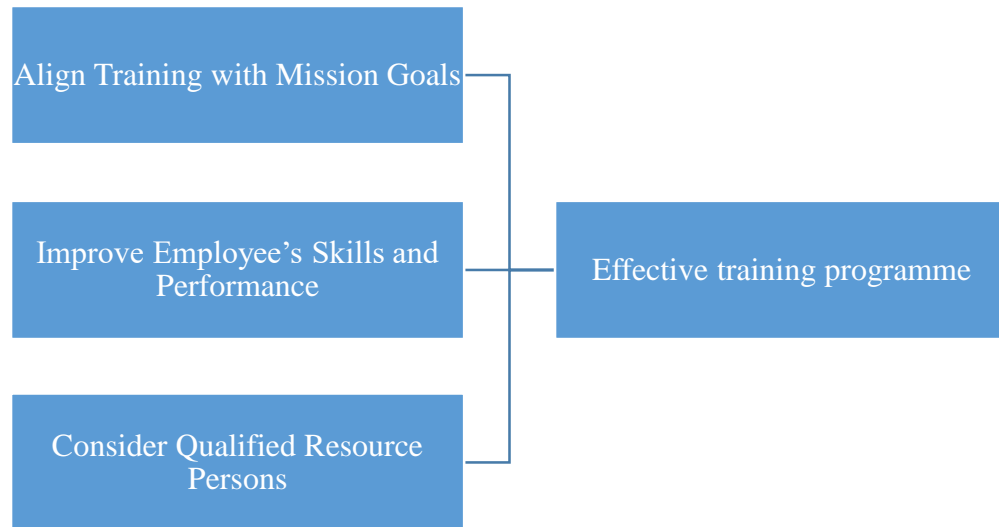 Align Training with Mission Goals
Improve Employee’s Skills and
Performance
Effective training programme
Consider Qualified Resource
Persons